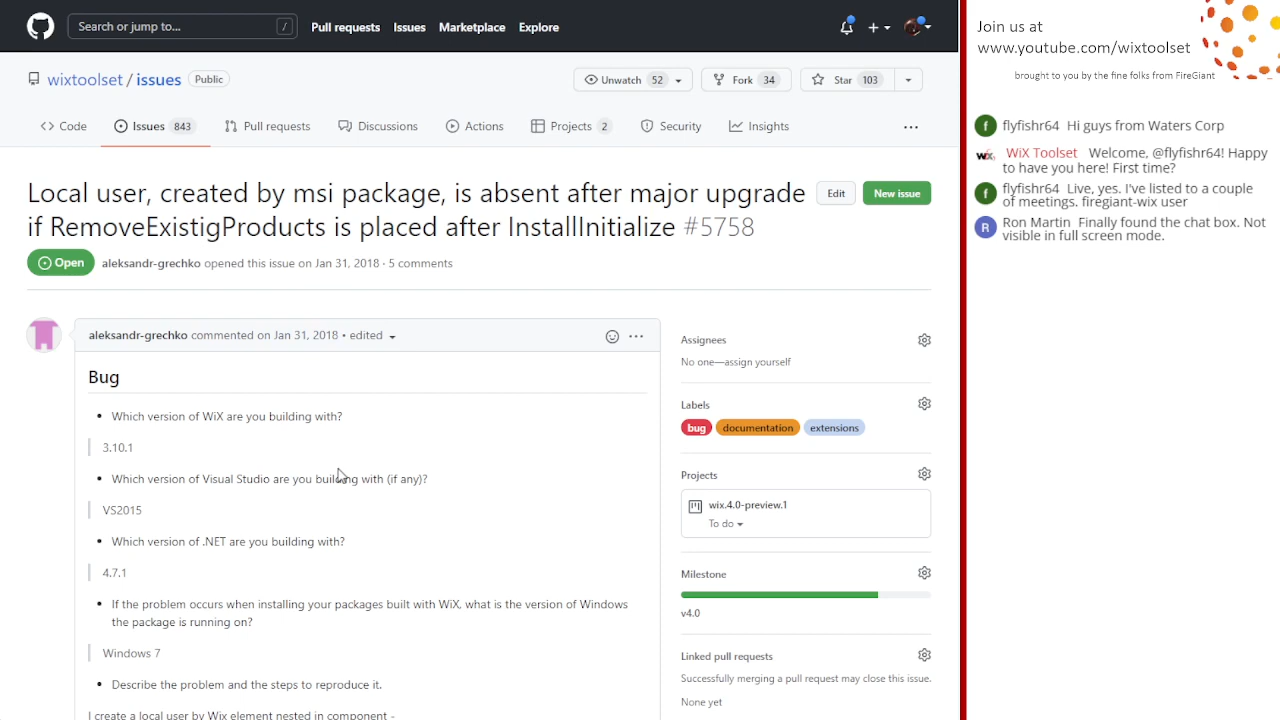 Search or jump to...
/
Pull requests
Issues
Marketplace
Explore
wixtoolset / issues
Public
Unwatch 52
Fork 34
Star 103
Code
Issues 843
Pull requests
Discussions
Actions
Projects 2
Security
Insights
Local user, created by msi package, is absent after major upgrade
if RemoveExistigProducts is placed after InstallInitialize #5758
Edit
New issue
Open
aleksandr-grechko opened this issue on Jan 31, 2018 · 5 comments
aleksandr-grechko commented on Jan 31, 2018 • edited
Bug
• Which version of WiX are you building with?
3.10.1
• Which version of Visual Studio are you building with (if any)?
VS2015
• Which version of .NET are you building with?
4.7.1
• If the problem occurs when installing your packages built with WiX, what is the version of Windows
the package is running on?
Windows 7
• Describe the problem and the steps to reproduce it.
I create a local user by Wix element nested in component -
Assignees
No one—assign yourself
Labels
bug
documentation
extensions
Projects
wix.4.0-preview.1
To do
Milestone
v4.0
Linked pull requests
Successfully merging a pull request may close this issue.
None yet
Join us at
www.youtube.com/wixtoolset
brought to you by the fine folks from FireGiant
f flyfishr64 Hi guys from Waters Corp
WiX WiX Toolset Welcome, @flyfishr64! Happy
to have you here! First time?
f flyfishr64 Live, yes. I've listed to a couple
of meetings. firegiant-wix user
R Ron Martin Finally found the chat box. Not
visible in full screen mode.